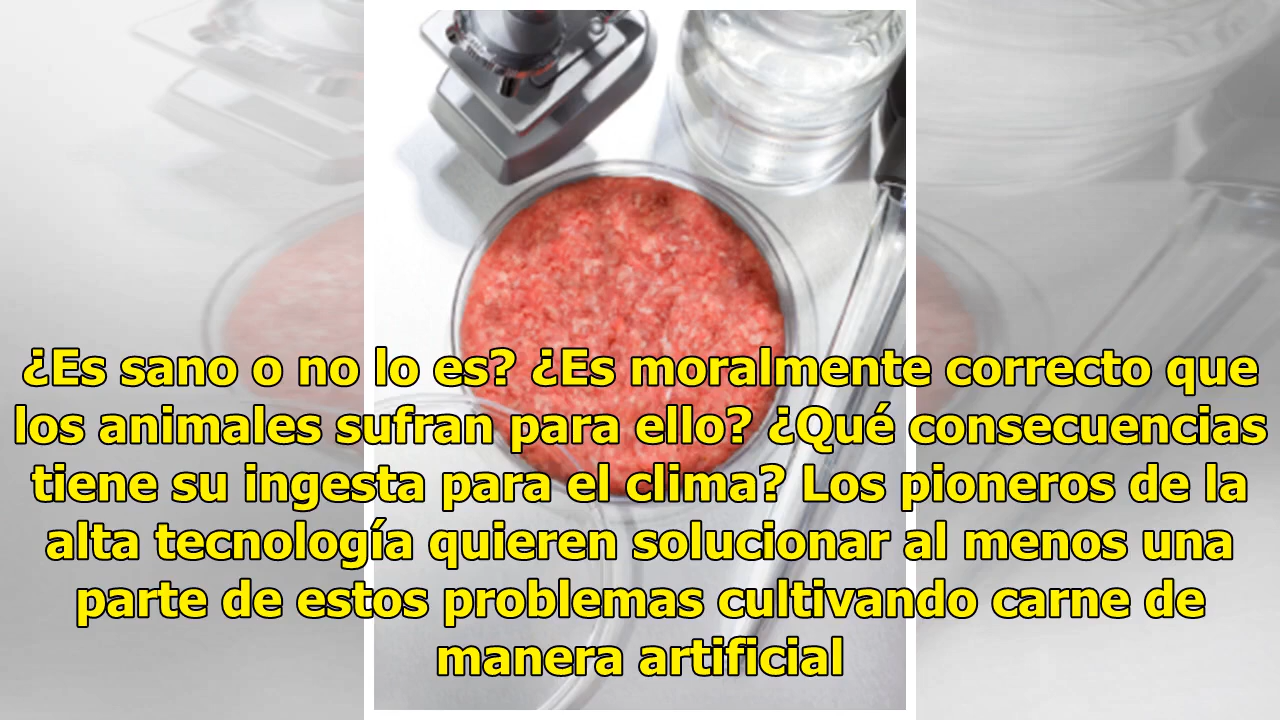 ¿Es sano o no lo es? ¿Es moralmente correcto que
los animales sufran para ello? ¿Qué consecuencias
tiene su ingesta para el clima? Los pioneros de la
alta tecnología quieren solucionar al menos una
parte de estos problemas cultivando carne de
manera artificial